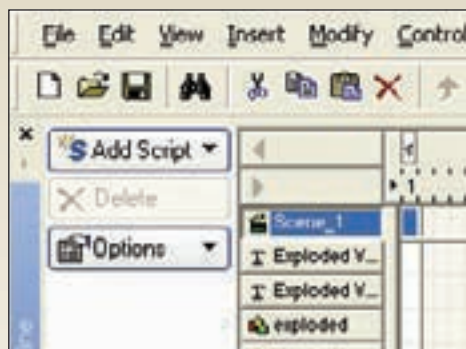 File Edit View Insert Modify Control
Add Script
Delete
Options
1
Scene_1
Exploded V...
Exploded V...
exploded